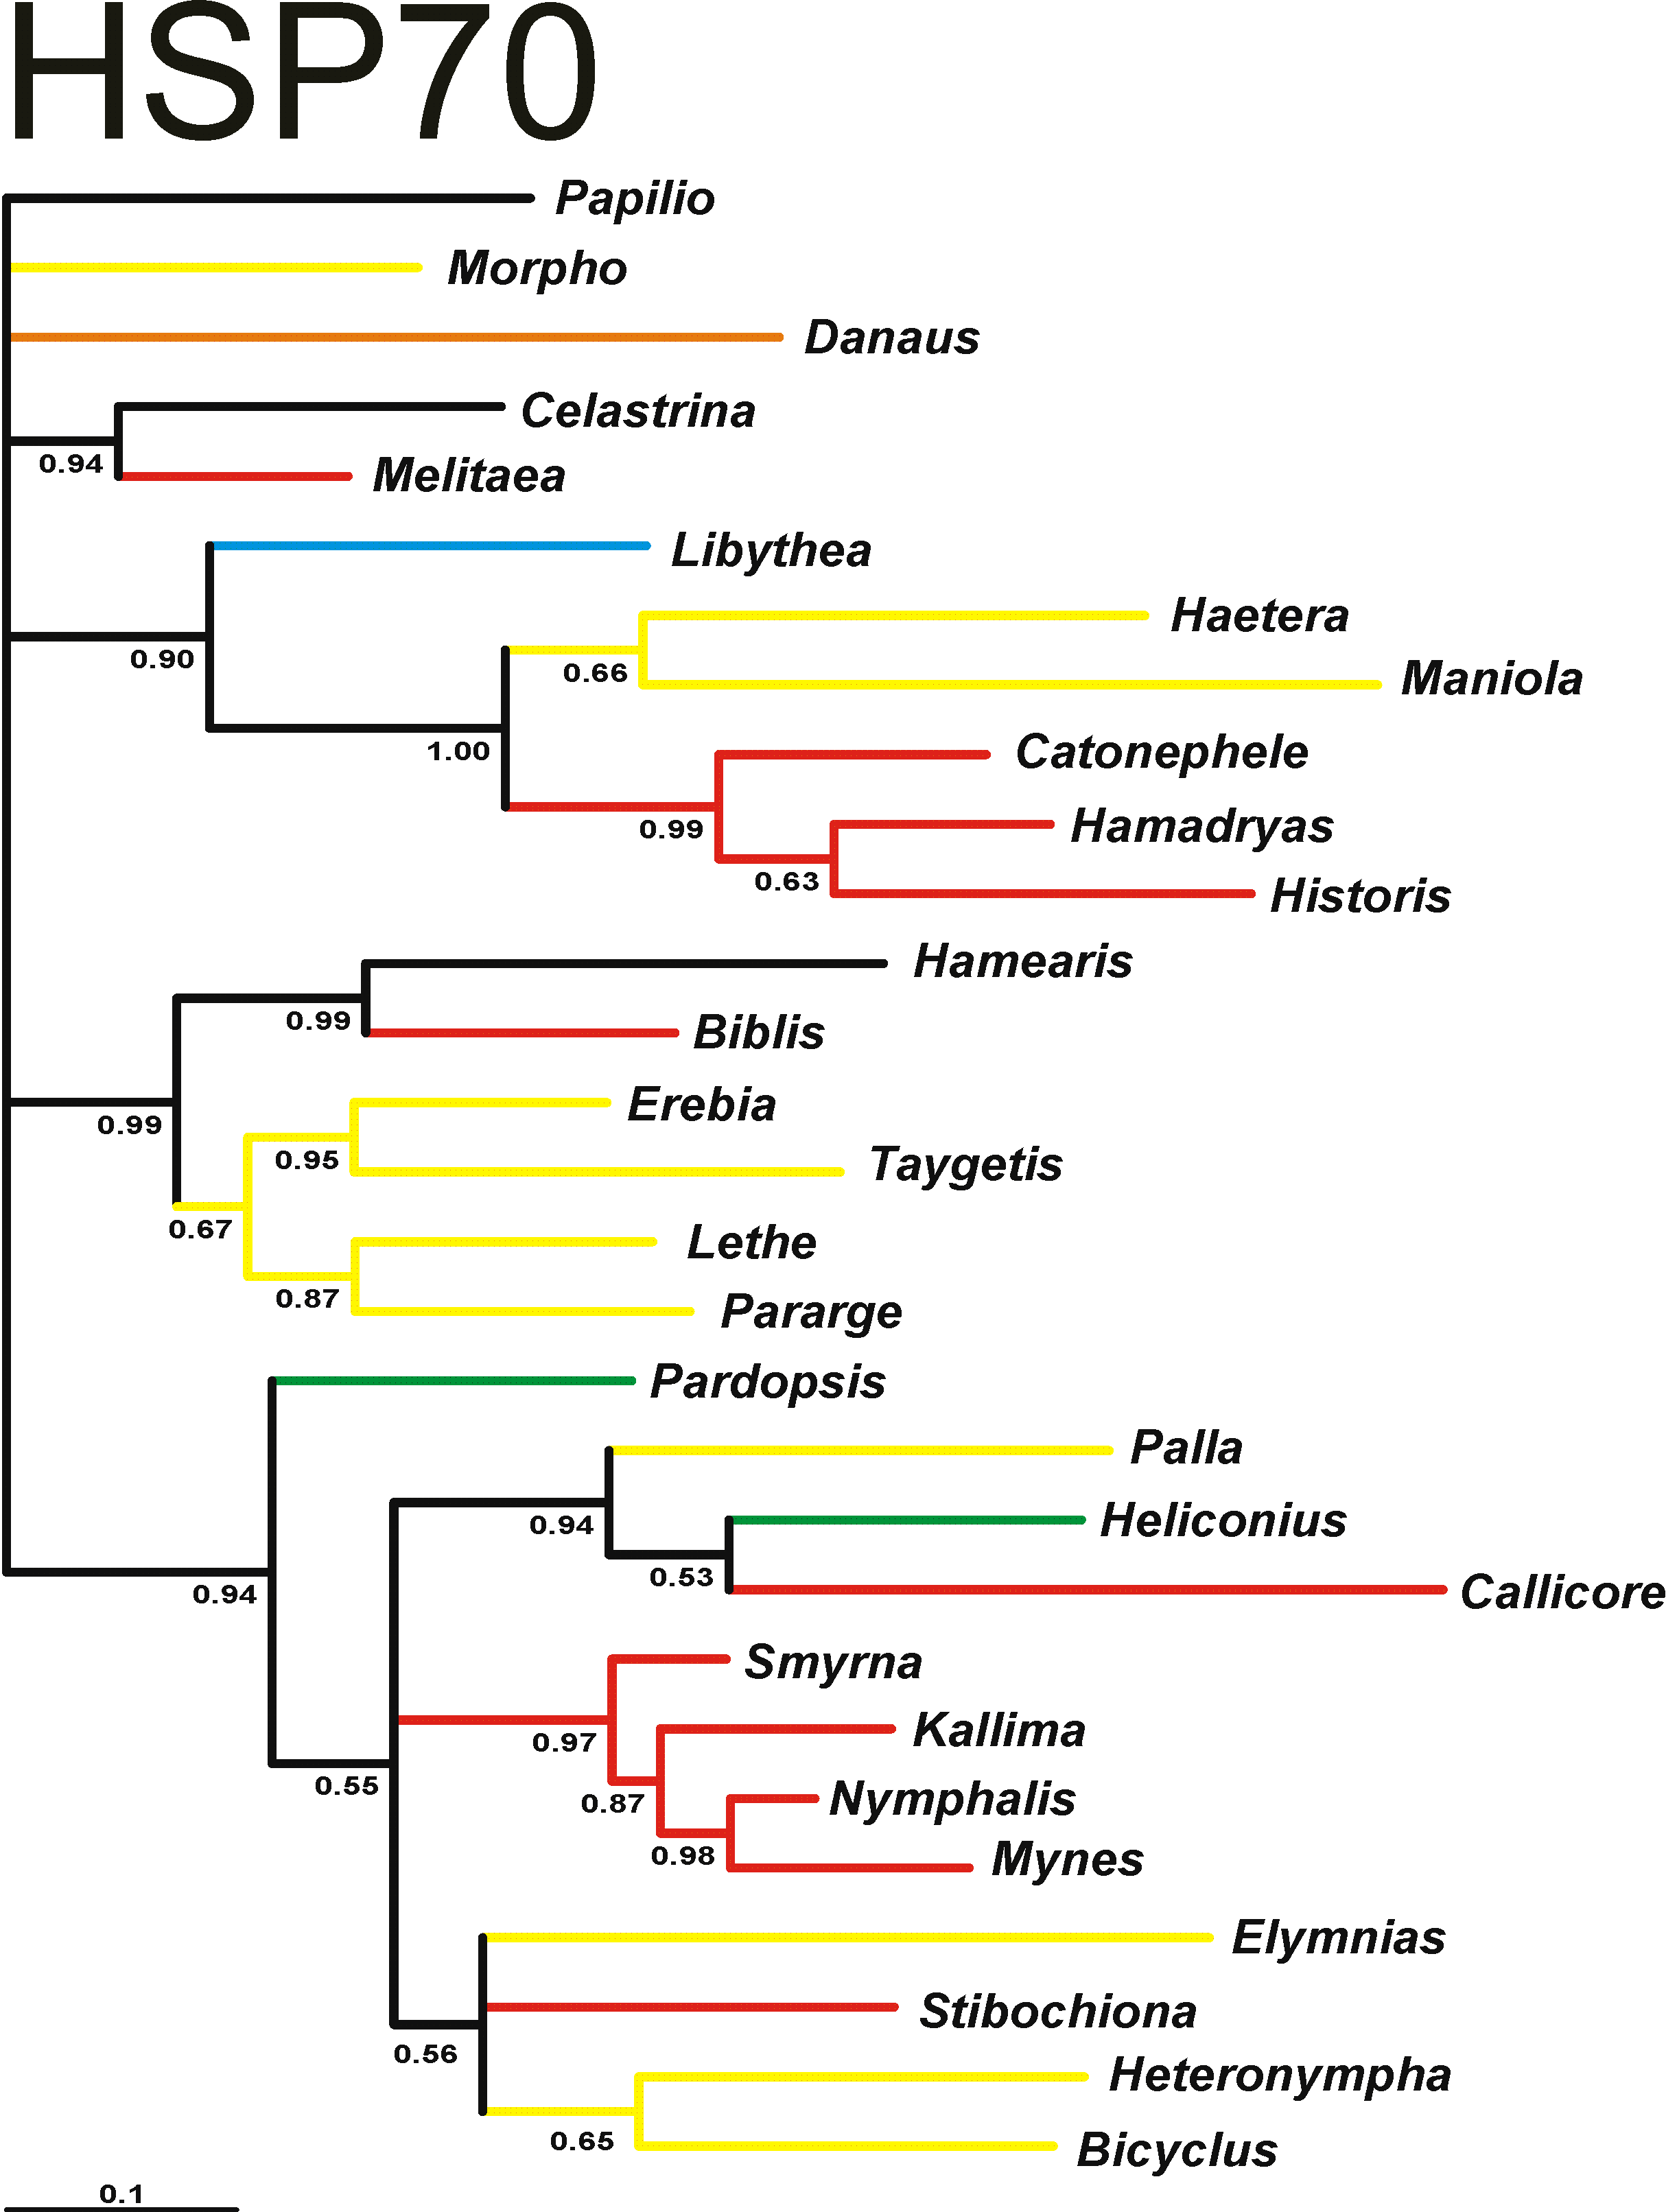 HSP70
Papilio
Morpho
Danaus
Celastrina
0.94
Melitaea
Libythea
Haetera
0.90
0.66
Maniola
1.00
Catonephele
Hamadryas
0.99
0.63
Historis
Hamearis
0.99
Biblis
Erebia
0.99
0.95
Taygetis
0.67
Lethe
0.87
Pararge
Pardopsis
Palla
0.94
Heliconius
0.53
0.94
Callicore
Smyrna
0.97
Kallima
0.55
0.87
Nymphalis
0.98
Mynes
Elymnias
Stibochiona
0.56
Heteronympha
0.65
Bicyclus
0.1